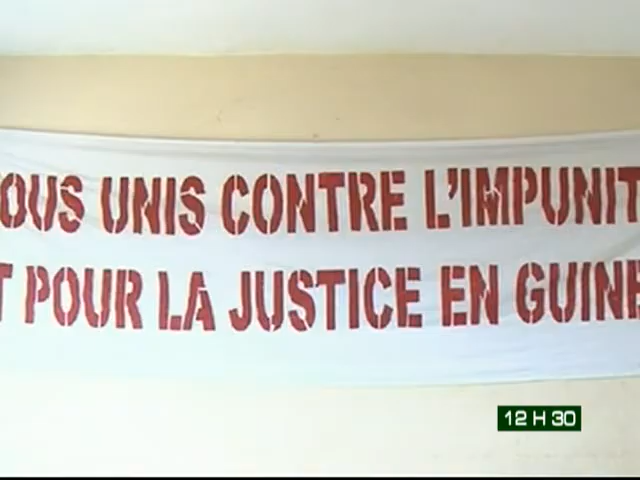 OUS UNIS CONTRE L'IMPUNIT
T POUR LA JUSTICE EN GUINE
12 H 30